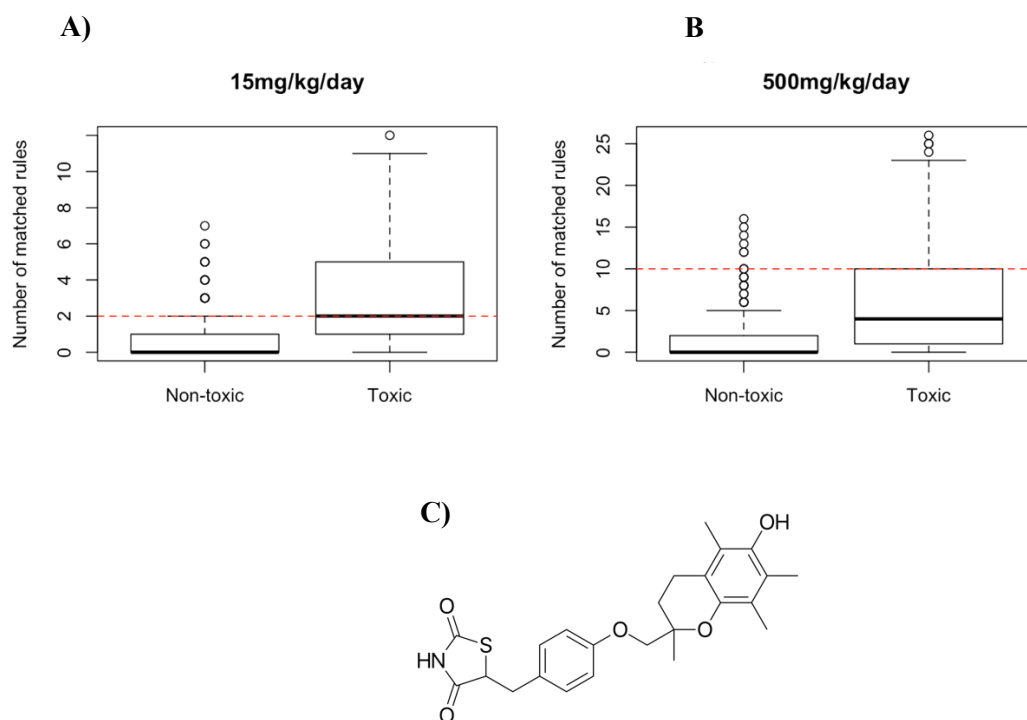 A)
B
15mg/kg/day
500mg/kg/day
Number of matched rules
0 2 4 6 8 10
Non-toxic
Toxic
Number of matched rules
0 5 10 15 20 25
Non-toxic
Toxic
C)
OH
O
O
O
S
HN
O